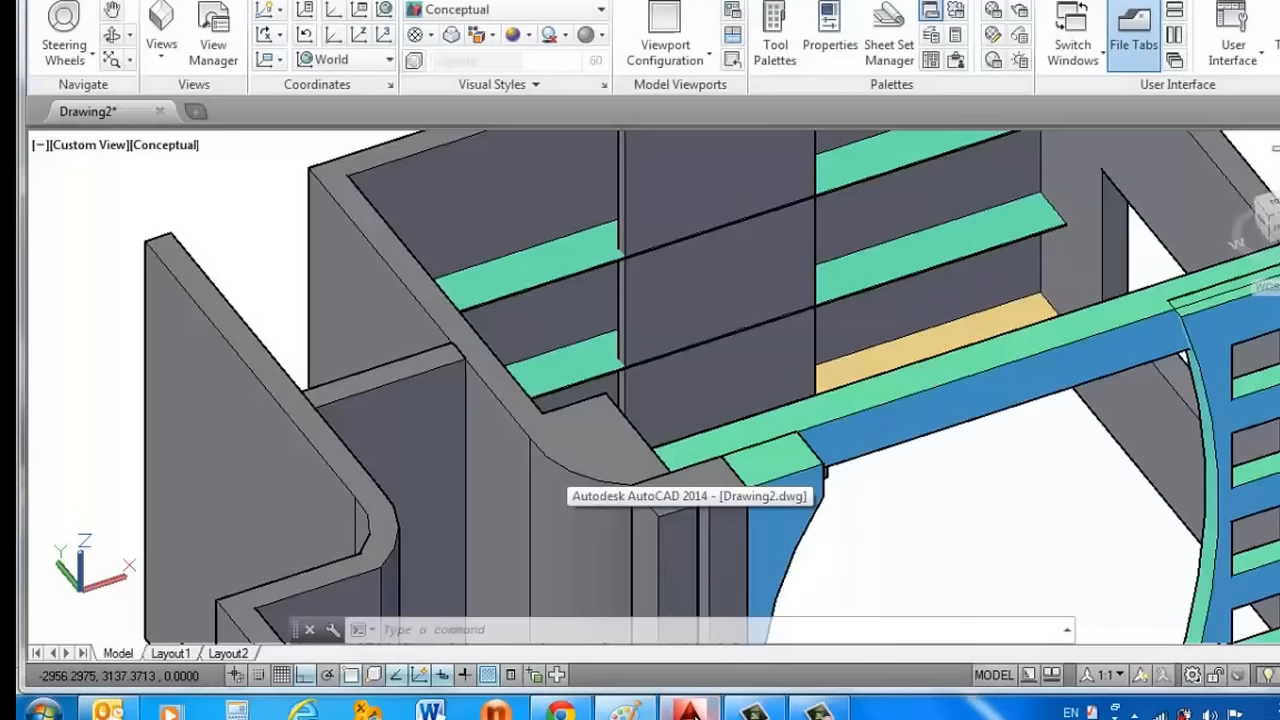 Conceptual
Steering Wheels
Views
View Manager
World
60
Viewport Configuration
Tool Palettes
Properties
Sheet Set Manager
Switch Windows
File Tabs
User Interface
Navigate
Views
Coordinates
Visual Styles
Model Viewports
Palettes
User Interface
Drawing2*
[−][Custom View][Conceptual]
W
Autodesk AutoCAD 2014 - [Drawing2.dwg]
Y
Z
X
Type a command
Model
Layout1
Layout2
-2956.2975, 3137.3713 , 0.0000
MODEL
1:1
EN